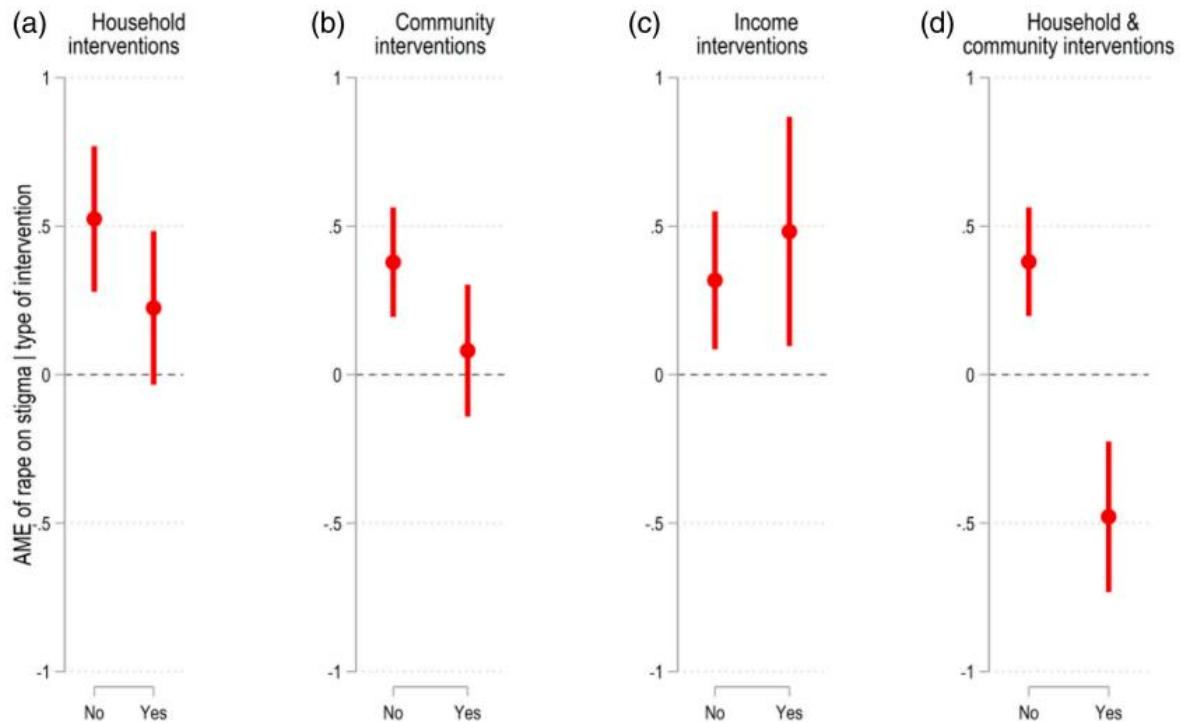 (a) Household
interventions
(b) Community
interventions
(c) Income
interventions
(d) Household &
community interventions
AME of rape on stigma | type of intervention
1
.5
0
-.5
-1
No Yes
1
.5
0
-.5
-1
No Yes
1
.5
0
-.5
-1
No Yes
1
.5
0
-.5
-1
No Yes